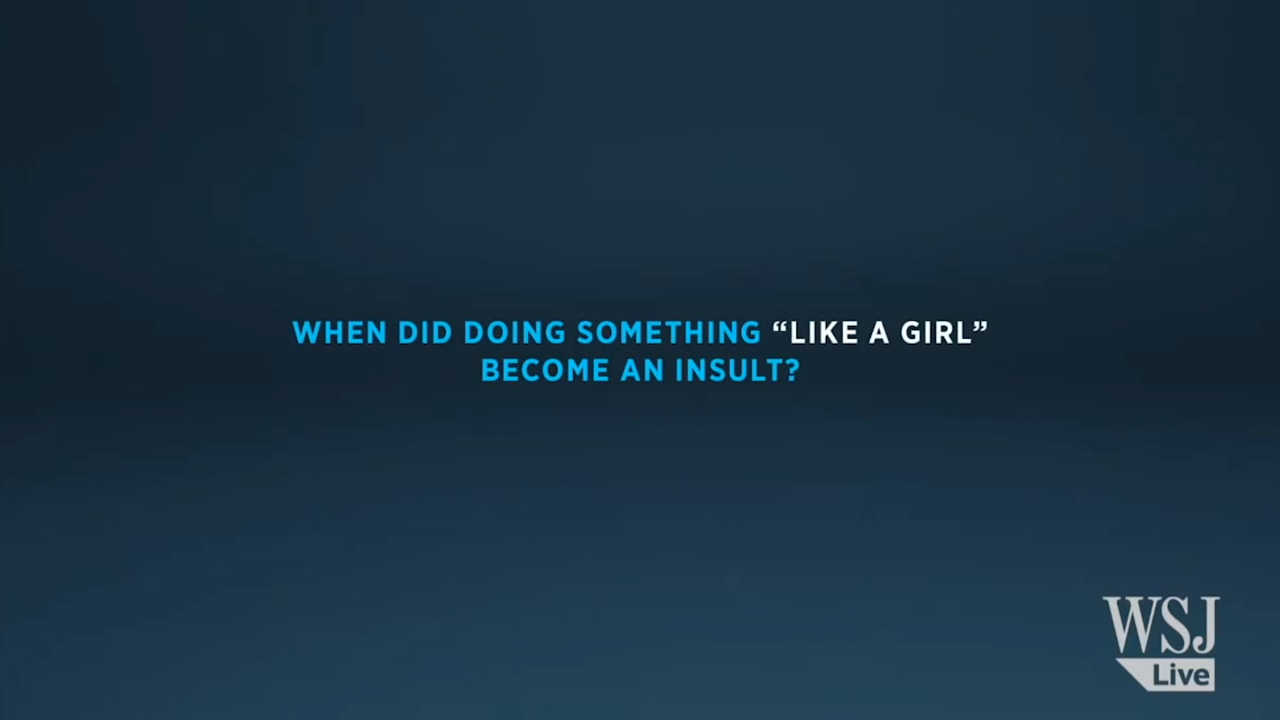 WHEN DID DOING SOMETHING “LIKE A GIRL”
BECOME AN INSULT?
WSJ
Live